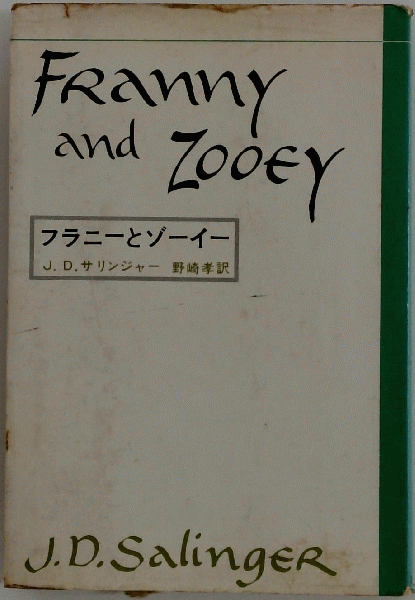 Franny
and Zooey
フラニーとゾーイー
J.D.サリンジャー 野崎孝訳
J.D.Salinger